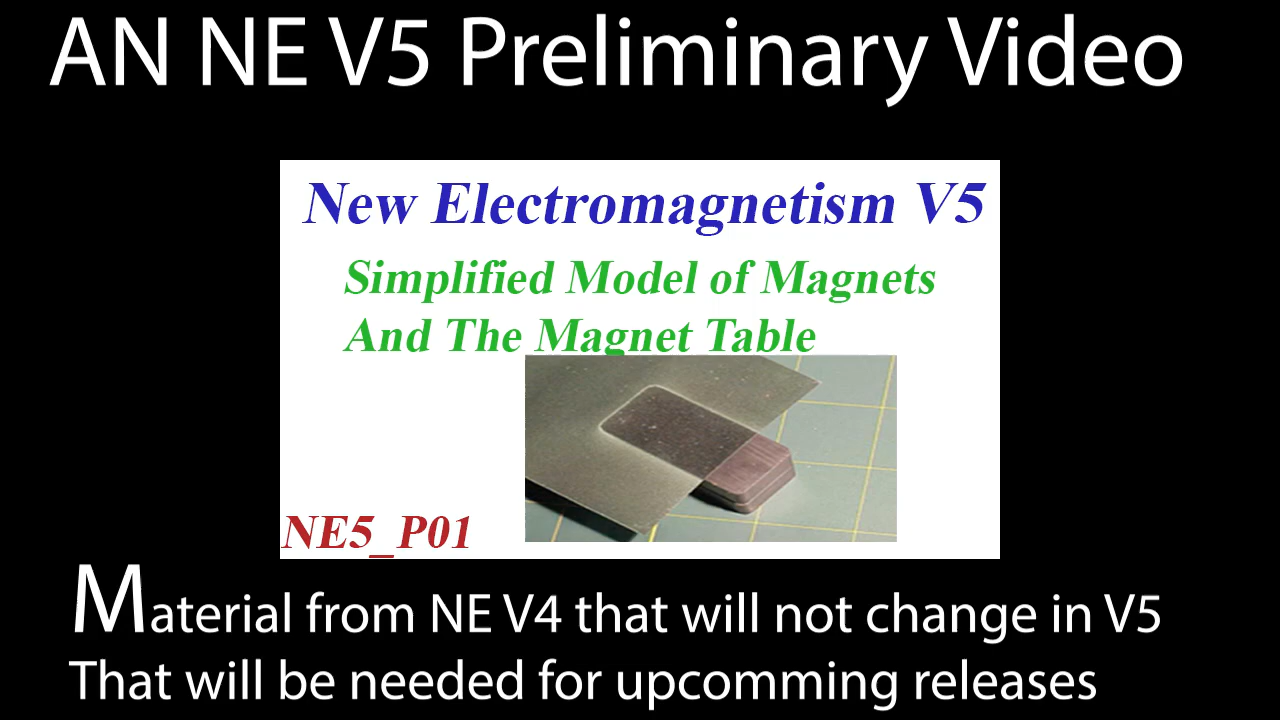 AN NE V5 Preliminary Video
New Electromagnetism V5
Simplified Model of Magnets
And The Magnet Table
NE5_P01
Material from NE V4 that will not change in V5
That will be needed for upcomming releases